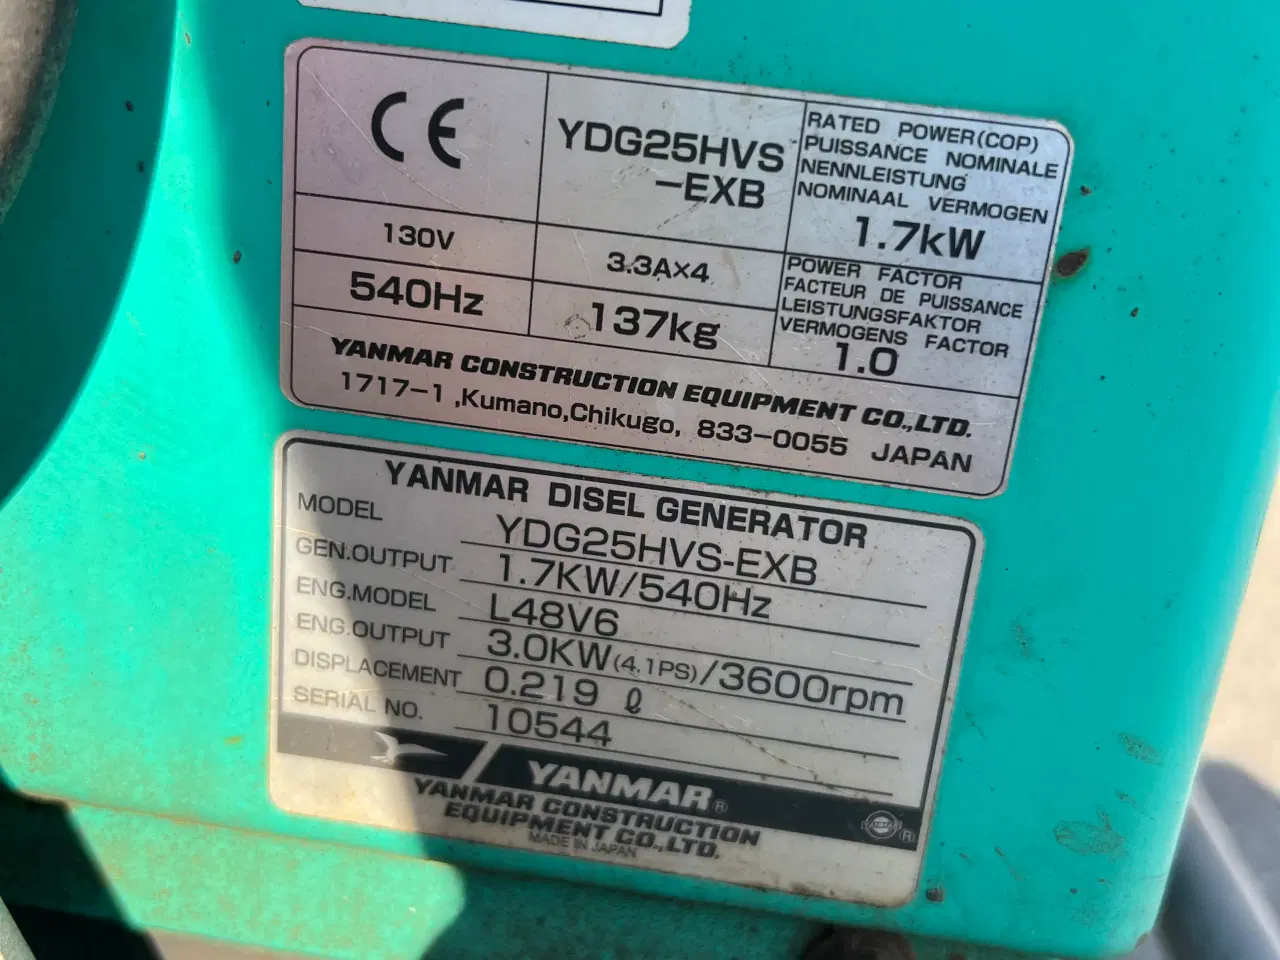 CE
YDG25HVS
-EXB
RATED POWER(COP)
PUISSANCE NOMINALE
NENNLEISTUNG
NOMINAAL VERMOGEN
1.7kW
130V
3.3A×4
POWER FACTOR
FACTEUR DE PUISSANCE
LEISTUNGSFAKTOR
VERMOGENS FACTOR
1.0
540Hz
137kg
YANMAR CONSTRUCTION EQUIPMENT CO.,LTD.
1717-1 ,Kumano,Chikugo, 833-0055 JAPAN
YANMAR DISEL GENERATOR
MODEL YDG25HVS-EXB
GEN.OUTPUT 1.7KW/540Hz
ENG.MODEL L48V6
ENG.OUTPUT 3.0KW(4.1PS)/3600rpm
DISPLACEMENT 0.219 ℓ
SERIAL NO. 10544
YANMAR®
YANMAR CONSTRUCTION
EQUIPMENT CO.,LTD.
MADE IN JAPAN